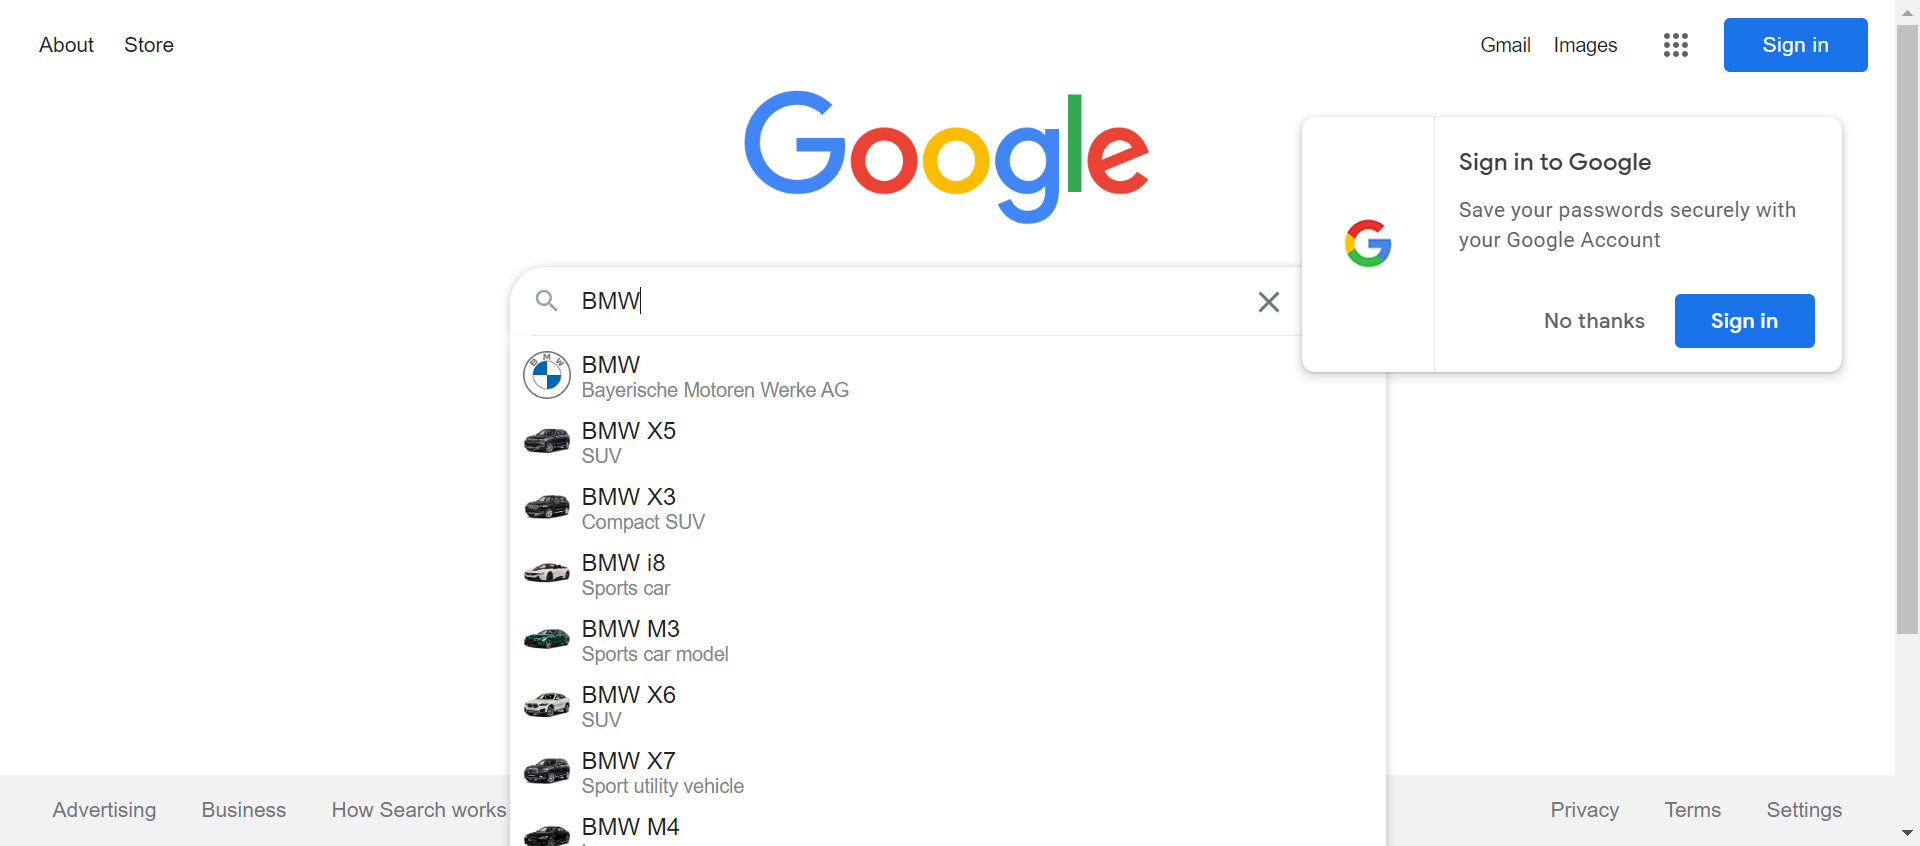 About Store
Gmail Images Sign in
Google
Sign in to Google
Save your passwords securely with
your Google Account
No thanks Sign in
BMW
BMW
BMW
Bayerische Motoren Werke AG
BMW X5
SUV
BMW X3
Compact SUV
BMW i8
Sports car
BMW M3
Sports car model
BMW X6
SUV
BMW X7
Sport utility vehicle
BMW M4
Advertising Business How Search works
Privacy Terms Settings